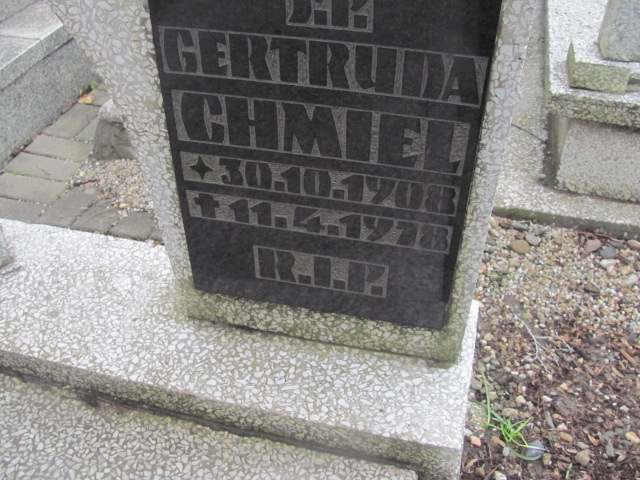 Ś.P.
GERTRUDA
CHMIEL
✦ 30.10.1908
✝ 11.4.1978
R.I.P.